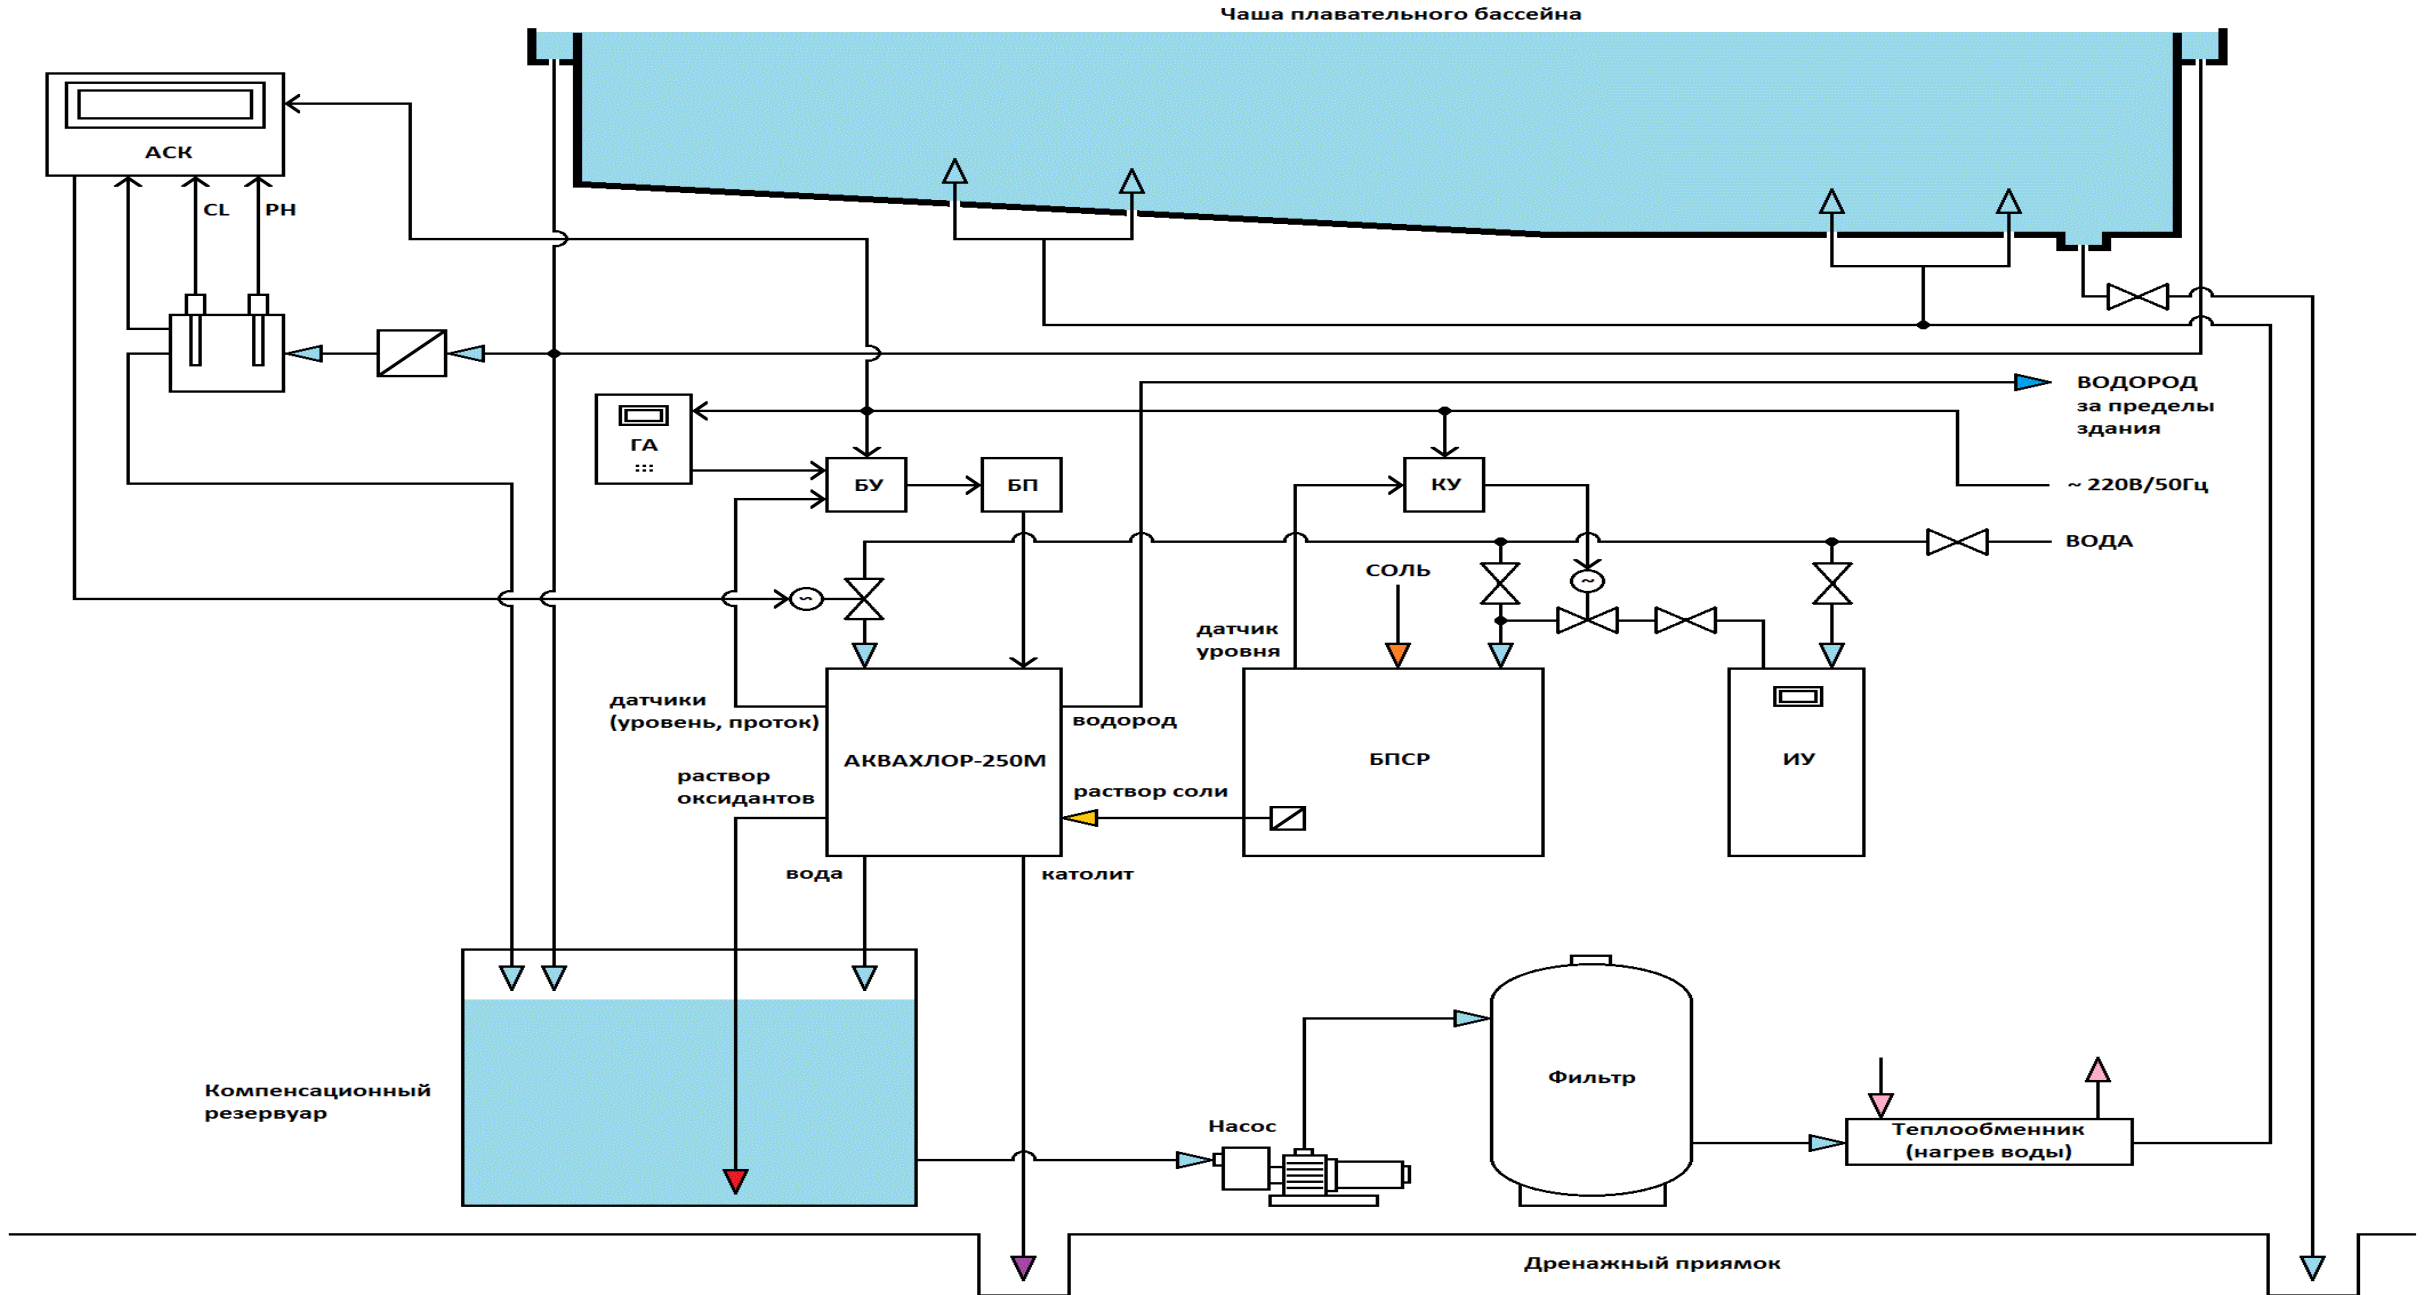 Чаша плавательного бассейна
АСК
CL
PH
ВОДОРОД
за пределы
здания
ГА
БУ
БП
КУ
~ 220В/50Гц
ВОДА
СОЛЬ
~
~
датчик
уровня
датчики
(уровень, проток)
водород
АКВАХЛОР-250М
БПСР
ИУ
раствор
оксидантов
раствор соли
вода
католит
Компенсационный
резервуар
Насос
Фильтр
Теплообменник
(нагрев воды)
Дренажный приямок